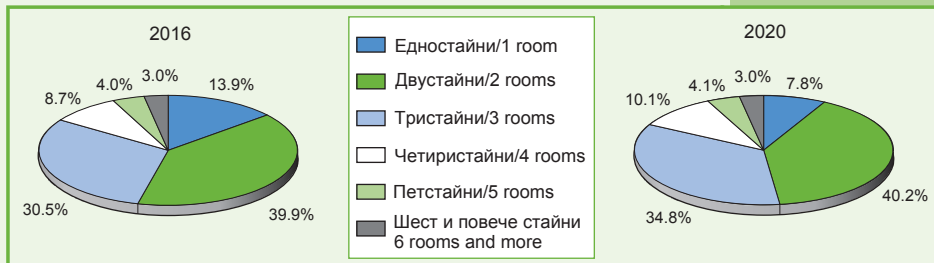 2016
3.0%
4.0%
13.9%
8.7%
30.5%
39.9%
Едностайни/1 room
Двустайни/2 rooms
Тристайни/3 rooms
Четиристайни/4 rooms
Петстайни/5 rooms
Шест и повече стайни
6 rooms and more
2020
3.0%
4.1%
7.8%
10.1%
40.2%
34.8%